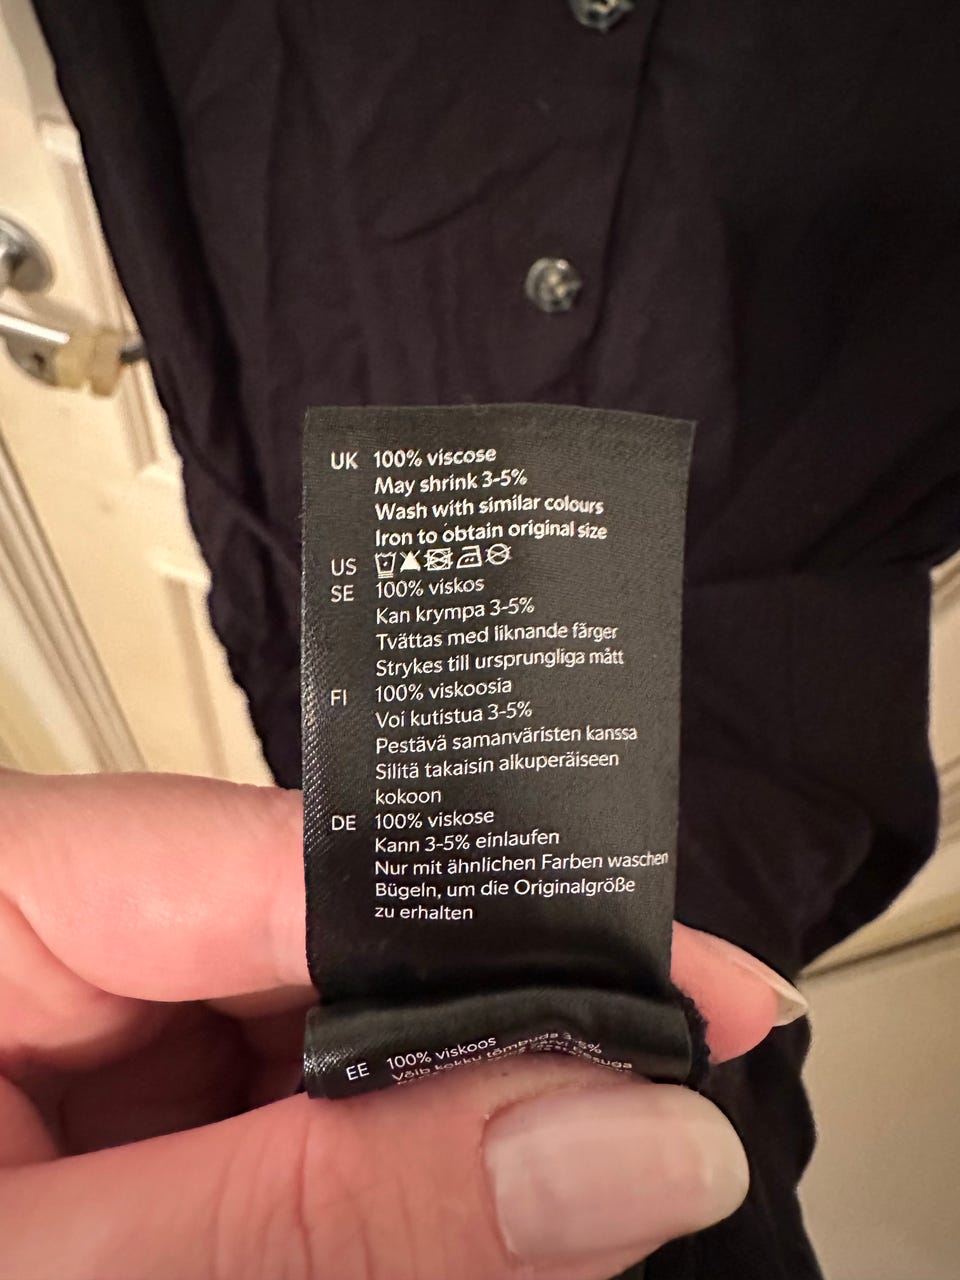 UK 100% viscose
May shrink 3-5%
Wash with similar colours
Iron to obtain original size
US
SE 100% viskos
Kan krympa 3-5%
Tvättas med liknande färger
Strykes till ursprungliga mått
FI 100% viskoosia
Voi kutistua 3-5%
Pestävä samanväristen kanssa
Silitä takaisin alkuperäiseen
kokoon
DE 100% viskose
Kann 3-5% einlaufen
Nur mit ähnlichen Farben waschen
Bügeln, um die Originalgröße
zu erhalten
EE 100% viskoos
Võib kokku tõmbuda